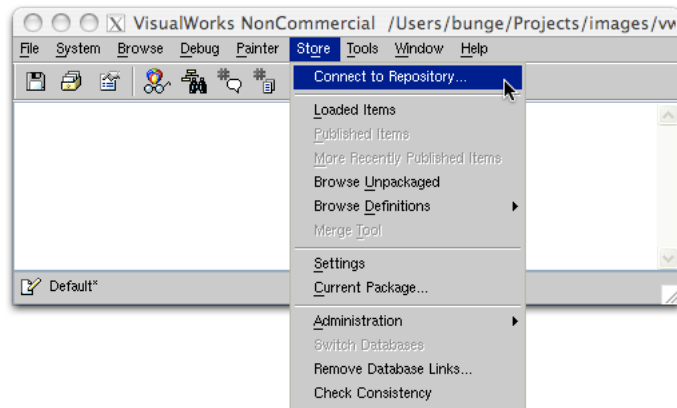 VisualWorks NonCommercial /Users/bunge/Projects/images/vw
File System Browse Debug Painter Store Tools Window Help
Connect to Repository...
Loaded Items
Published Items
More Recently Published Items
Browse Unpackaged
Browse Definitions
Merge Tool
Settings
Default*
Current Package...
Administration
Switch Databases
Remove Database Links...
Check Consistency